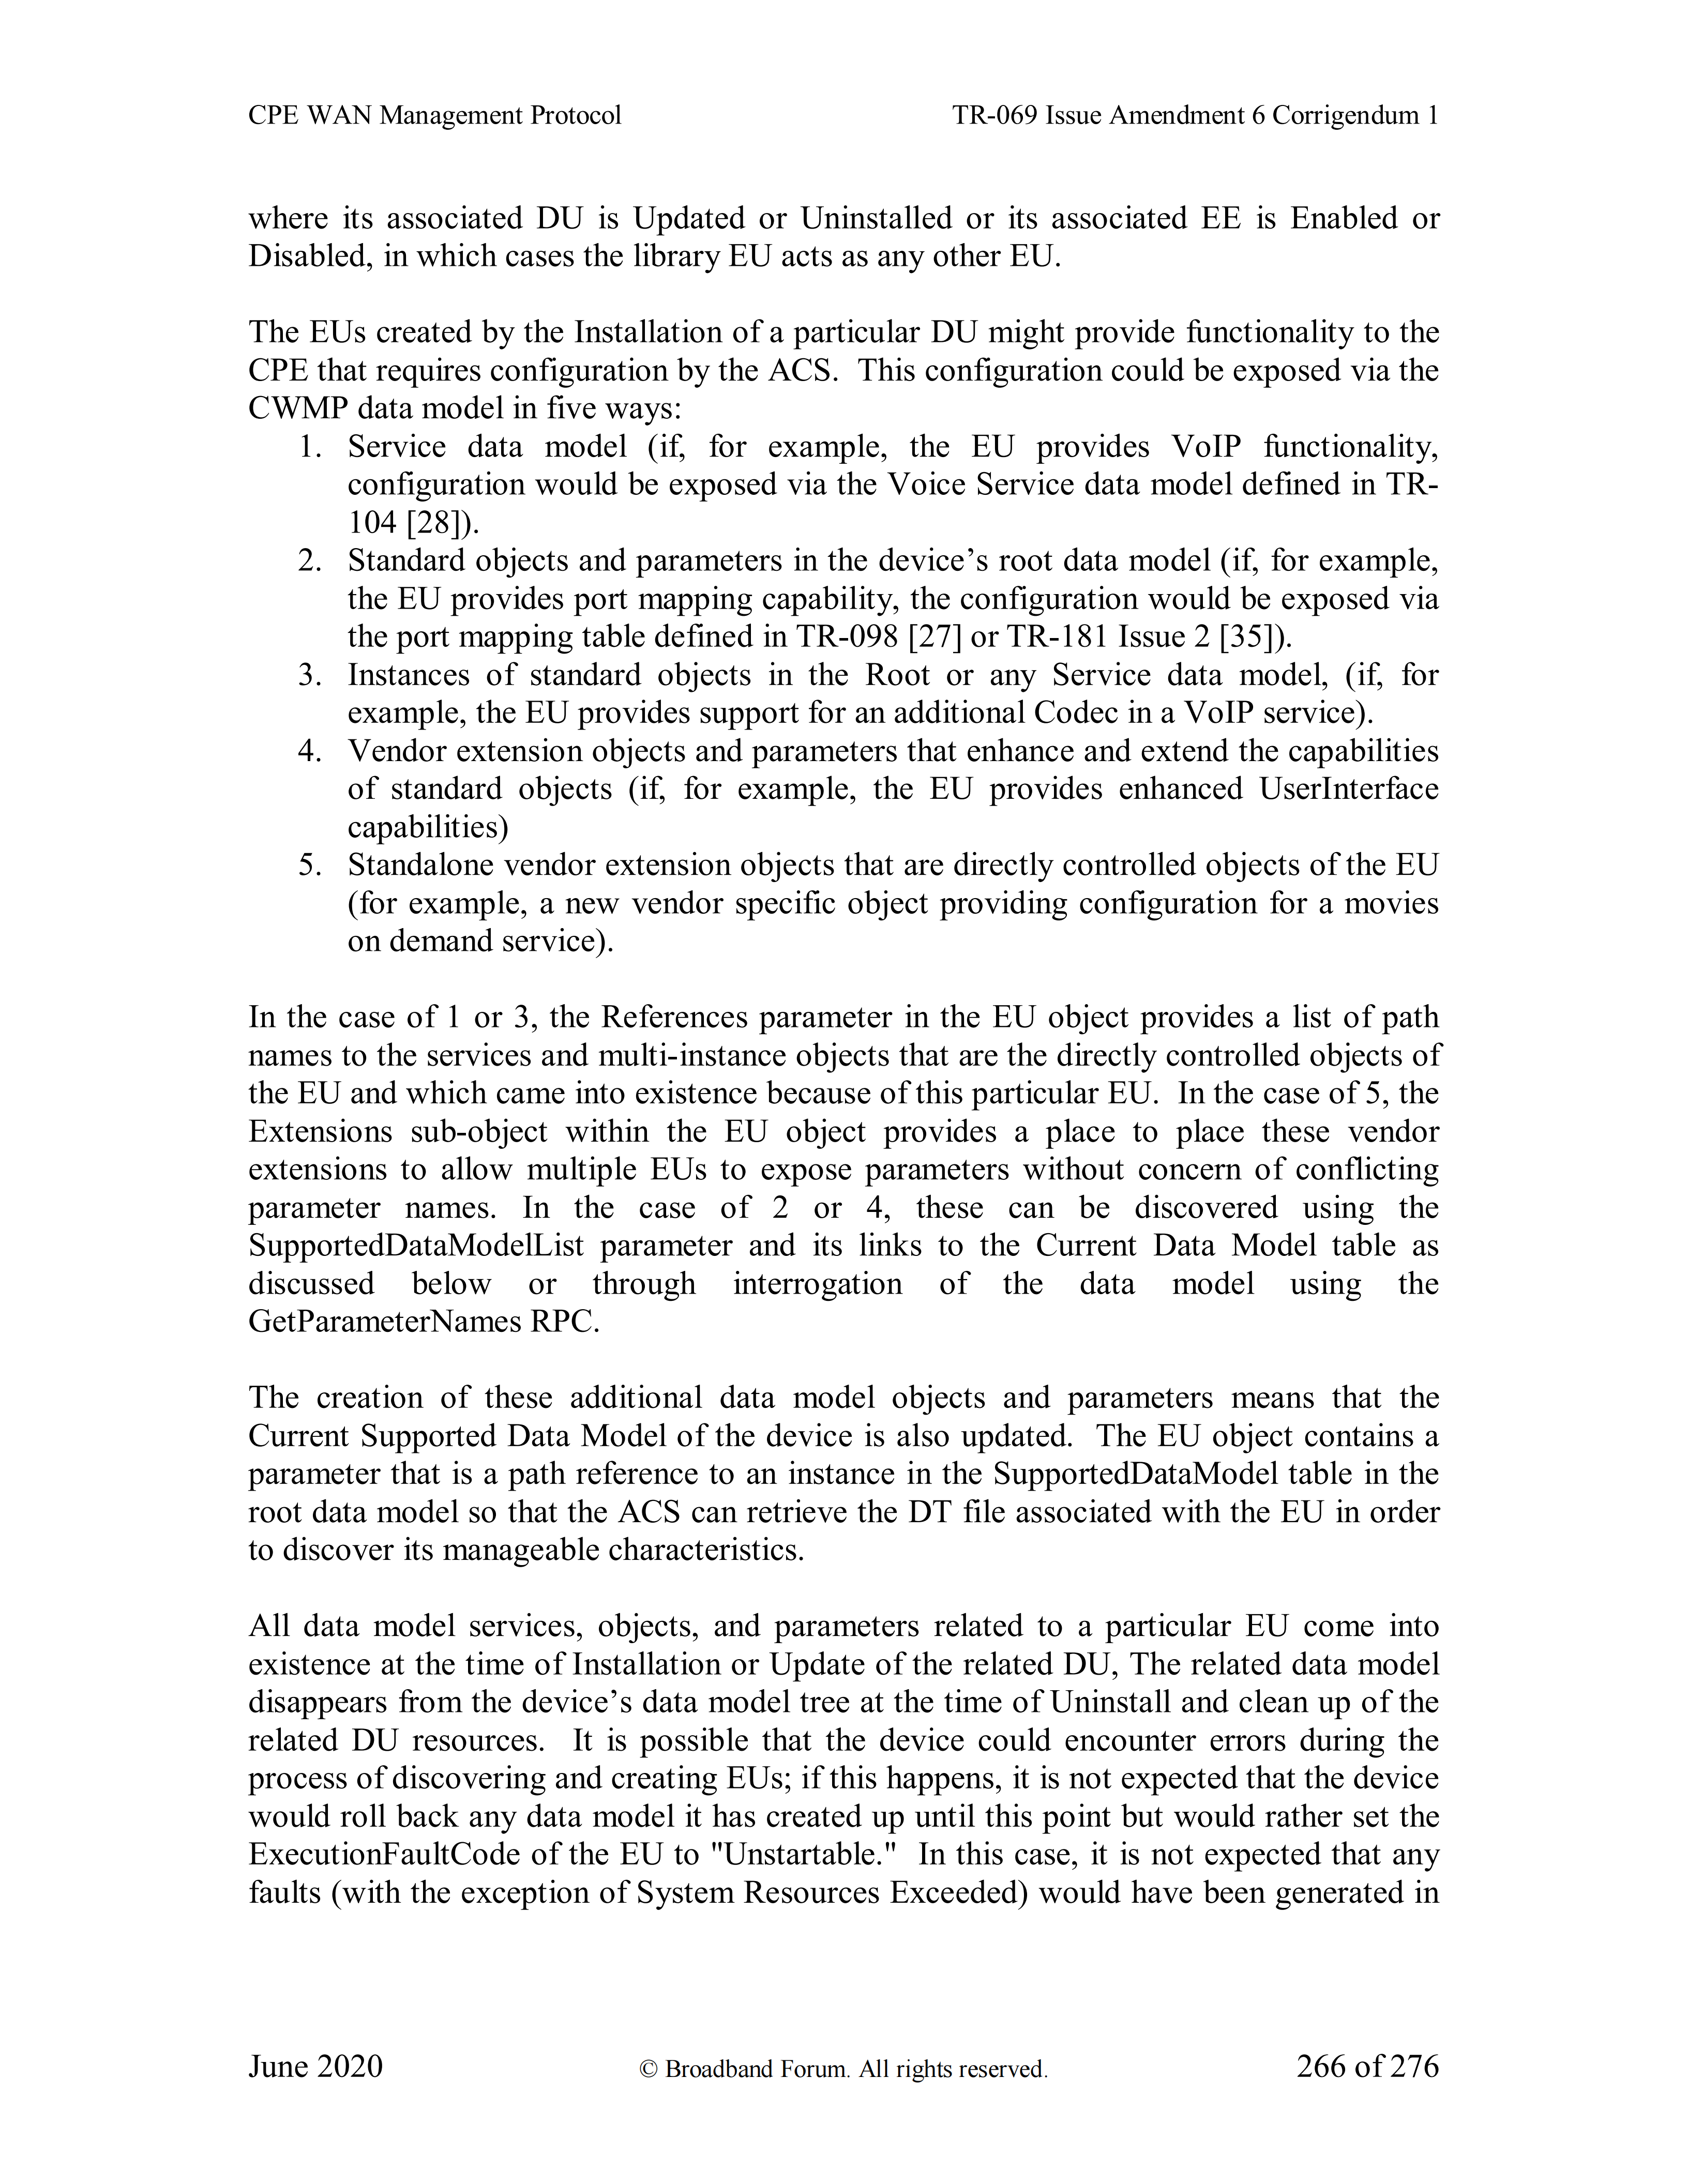 CPE WAN Management Protocol TR-069 Issue Amendment 6 Corrigendum 1
where its associated DU is Updated or Uninstalled or its associated EE is Enabled or
Disabled, in which cases the library EU acts as any other EU.
The EUs created by the Installation of a particular DU might provide functionality to the
CPE that requires configuration by the ACS.  This configuration could be exposed via the
CWMP data model in five ways:
1. Service data model (if, for example, the EU provides VoIP functionality,
configuration would be exposed via the Voice Service data model defined in TR-
104 [28]).
2. Standard objects and parameters in the device’s root data model (if, for example,
the EU provides port mapping capability, the configuration would be exposed via
the port mapping table defined in TR-098 [27] or TR-181 Issue 2 [35]).
3. Instances of standard objects in the Root or any Service data model, (if, for
example, the EU provides support for an additional Codec in a VoIP service).
4. Vendor extension objects and parameters that enhance and extend the capabilities
of standard objects (if, for example, the EU provides enhanced UserInterface
capabilities)
5. Standalone vendor extension objects that are directly controlled objects of the EU
(for example, a new vendor specific object providing configuration for a movies
on demand service).
In the case of 1 or 3, the References parameter in the EU object provides a list of path
names to the services and multi-instance objects that are the directly controlled objects of
the EU and which came into existence because of this particular EU.  In the case of 5, the
Extensions sub-object within the EU object provides a place to place these vendor
extensions to allow multiple EUs to expose parameters without concern of conflicting
parameter names. In the case of 2 or 4, these can be discovered using the
SupportedDataModelList parameter and its links to the Current Data Model table as
discussed below or through interrogation of the data model using the
GetParameterNames RPC.
The creation of these additional data model objects and parameters means that the
Current Supported Data Model of the device is also updated.  The EU object contains a
parameter that is a path reference to an instance in the SupportedDataModel table in the
root data model so that the ACS can retrieve the DT file associated with the EU in order
to discover its manageable characteristics.
All data model services, objects, and parameters related to a particular EU come into
existence at the time of Installation or Update of the related DU, The related data model
disappears from the device’s data model tree at the time of Uninstall and clean up of the
related DU resources.  It is possible that the device could encounter errors during the
process of discovering and creating EUs; if this happens, it is not expected that the device
would roll back any data model it has created up until this point but would rather set the
ExecutionFaultCode of the EU to "Unstartable."  In this case, it is not expected that any
faults (with the exception of System Resources Exceeded) would have been generated in
June 2020 © Broadband Forum. All rights reserved. 266 of 276